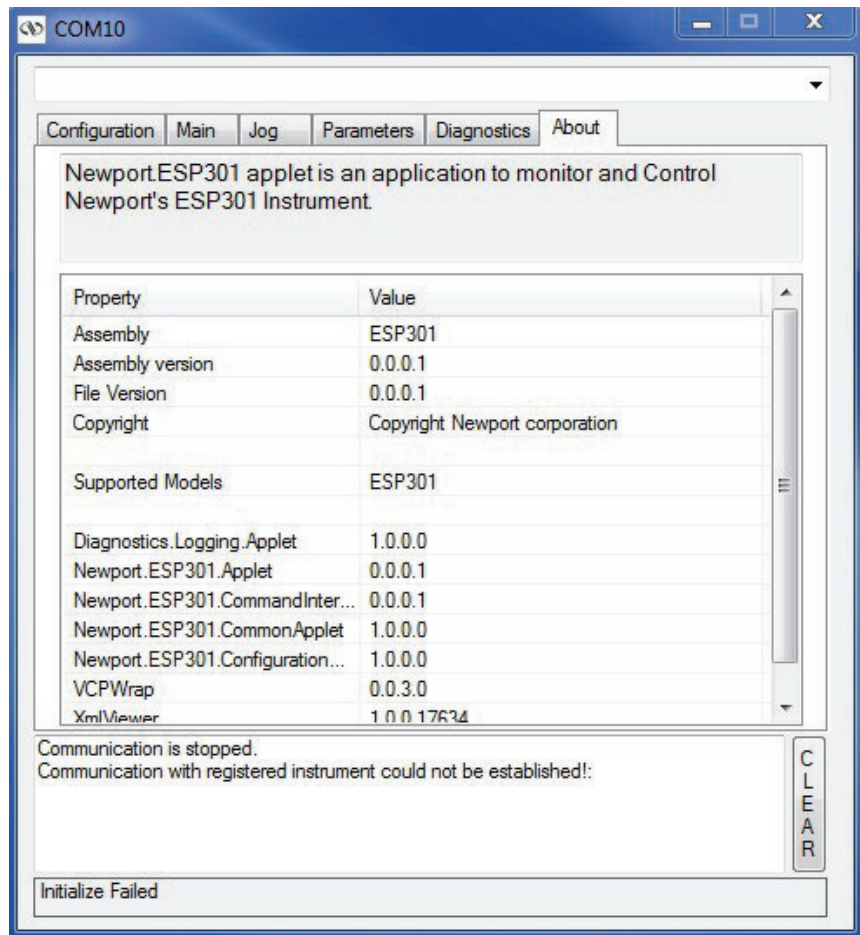 COM10
Configuration Main Jog Parameters Diagnostics About
Newport.ESP301 applet is an application to monitor and Control
Newport's ESP301 Instrument.
Property Value
Assembly ESP301
Assembly version 0.0.0.1
File Version 0.0.0.1
Copyright Copyright Newport corporation
Supported Models ESP301
Diagnostics.Logging.Applet 1.0.0.0
Newport.ESP301.Applet 0.0.0.1
Newport.ESP301.CommandInter... 0.0.0.1
Newport.ESP301.CommonApplet 1.0.0.0
Newport.ESP301.Configuration... 1.0.0.0
VCPWrap 0.0.3.0
XmlViewer 1.0.0.17634
Communication is stopped.
Communication with registered instrument could not be established!:
CLEAR
Initialize Failed